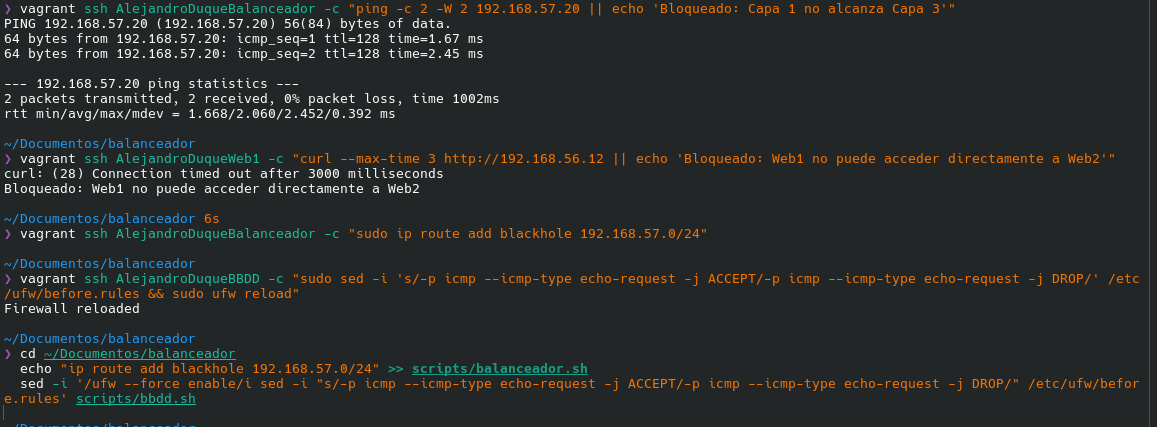 ❯ vagrant ssh AlejandroDuqueBalanceador -c "ping -c 2 -W 2 192.168.57.20 || echo 'Bloqueado: Capa 1 no alcanza Capa 3'"
PING 192.168.57.20 (192.168.57.20) 56(84) bytes of data.
64 bytes from 192.168.57.20: icmp_seq=1 ttl=128 time=1.67 ms
64 bytes from 192.168.57.20: icmp_seq=2 ttl=128 time=2.45 ms
--- 192.168.57.20 ping statistics ---
2 packets transmitted, 2 received, 0% packet loss, time 1002ms
rtt min/avg/max/mdev = 1.668/2.060/2.452/0.392 ms
~/Documentos/balanceador
❯ vagrant ssh AlejandroDuqueWeb1 -c "curl --max-time 3 http://192.168.56.12 || echo 'Bloqueado: Web1 no puede acceder directamente a Web2'"
curl: (28) Connection timed out after 3000 milliseconds
Bloqueado: Web1 no puede acceder directamente a Web2
~/Documentos/balanceador 6s
❯ vagrant ssh AlejandroDuqueBalanceador -c "sudo ip route add blackhole 192.168.57.0/24"
~/Documentos/balanceador
❯ vagrant ssh AlejandroDuqueBBDD -c "sudo sed -i 's/-p icmp --icmp-type echo-request -j ACCEPT/-p icmp --icmp-type echo-request -j DROP/' /etc
/ufw/before.rules && sudo ufw reload"
Firewall reloaded
~/Documentos/balanceador
❯ cd ~/Documentos/balanceador
echo "ip route add blackhole 192.168.57.0/24" >> scripts/balanceador.sh
sed -i '/ufw --force enable/i sed -i "s/-p icmp --icmp-type echo-request -j ACCEPT/-p icmp --icmp-type echo-request -j DROP/" /etc/ufw/befor
e.rules' scripts/bbdd.sh
~/Documentos/balanceador